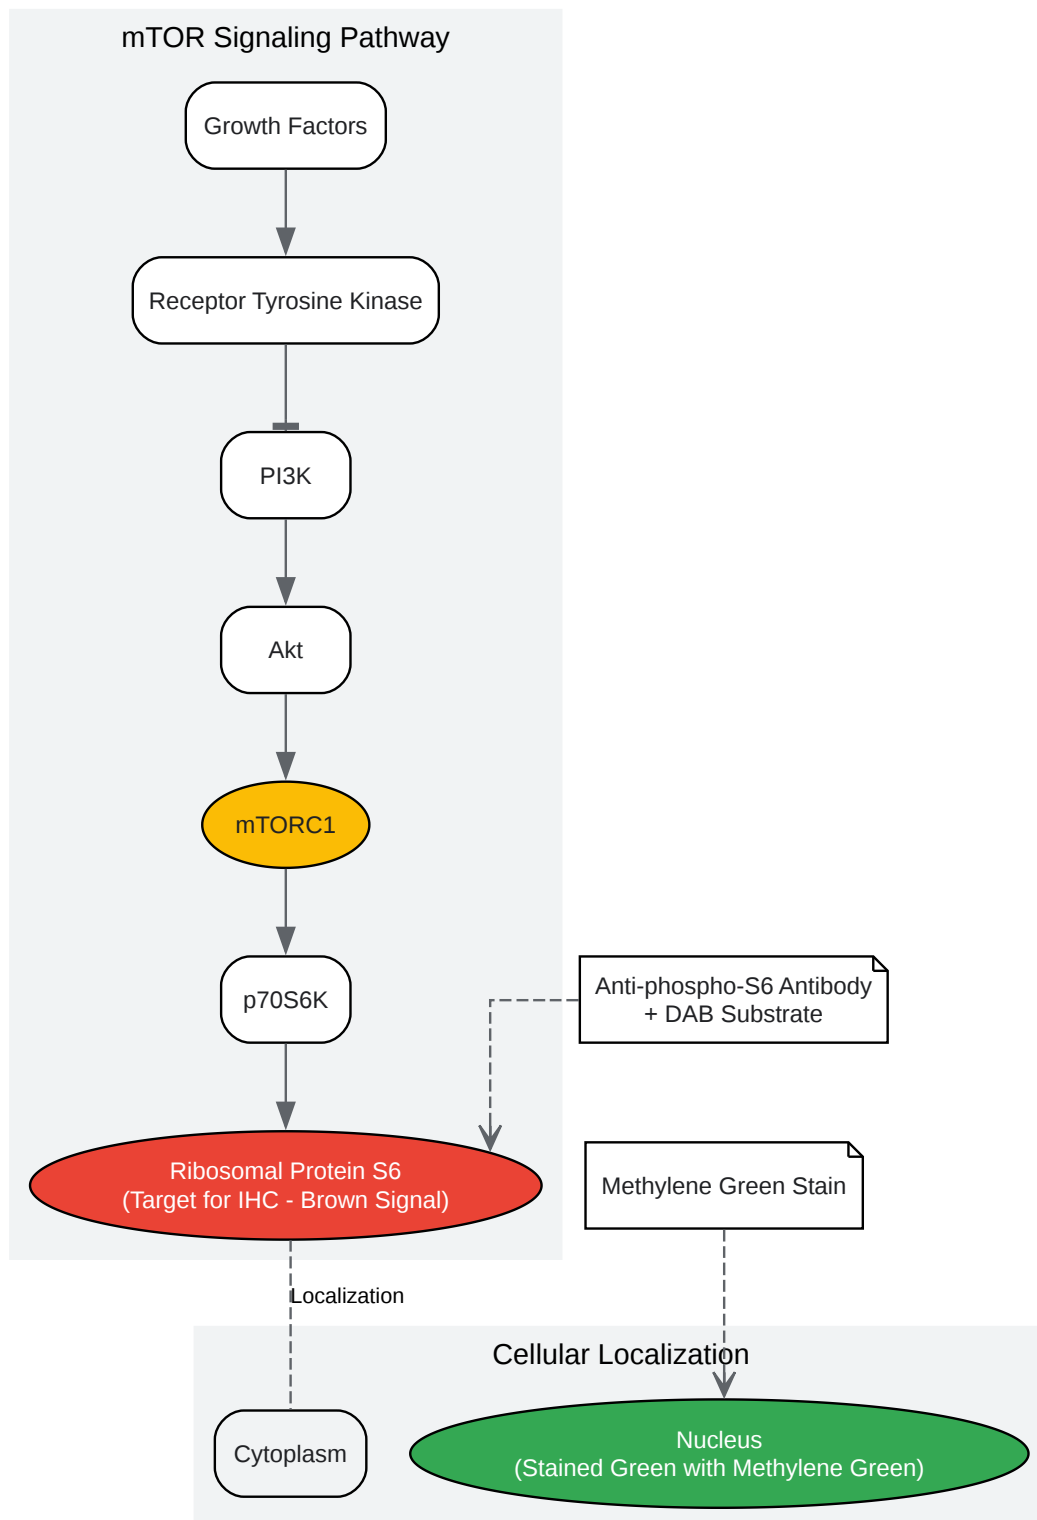 mTOR Signaling Pathway
Growth Factors
Receptor Tyrosine Kinase
PI3K
Akt
mTORC1
p70S6K
Anti-phospho-S6 Antibody
+ DAB Substrate
Ribosomal Protein S6
(Target for IHC - Brown Signal)
Methylene Green Stain
Localization
Cellular Localization
Cytoplasm
Nucleus
(Stained Green with Methylene Green)